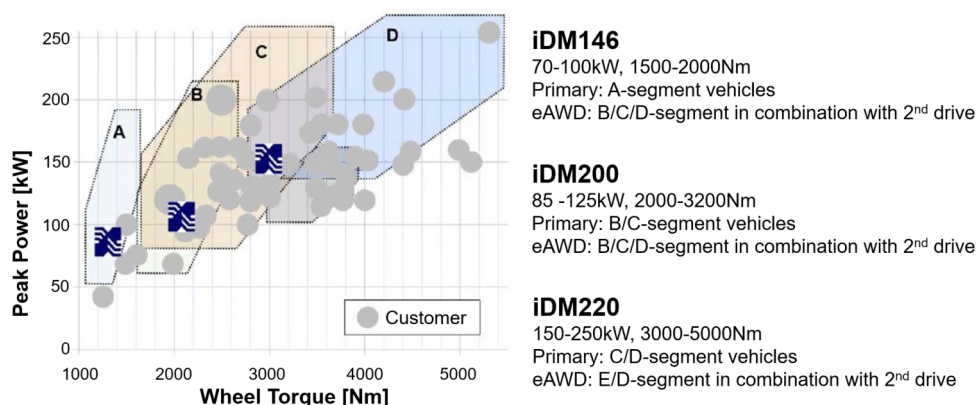 250
200
150
100
50
0
1000
2000
3000
4000
5000
Peak Power [kW]
Wheel Torque [Nm]
A
B
C
D
Customer
iDM146
70-100kW, 1500-2000Nm
Primary: A-segment vehicles
eAWD: B/C/D-segment in combination with 2nd drive
iDM200
85 -125kW, 2000-3200Nm
Primary: B/C-segment vehicles
eAWD: B/C/D-segment in combination with 2nd drive
iDM220
150-250kW, 3000-5000Nm
Primary: C/D-segment vehicles
eAWD: E/D-segment in combination with 2nd drive